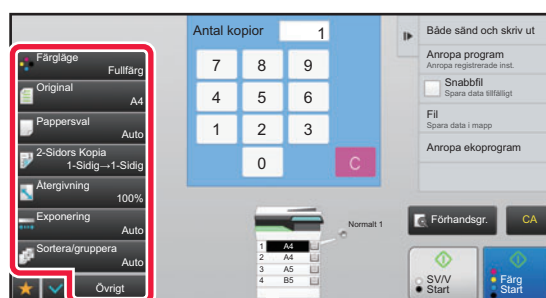 Färgläge
Fullfärg
Original
A4
Pappersval
Auto
2-Sidors Kopia
1-Sidig→1-Sidig
Återgivning
100%
Exponering
Auto
Sortera/gruppera
Auto
Övrigt
Antal kopior
1
7 8 9
4 5 6
1 2 3
0 C
Normalt 1
1 A4
2 A4
3 A5
4 B5
Både sänd och skriv ut
Anropa program
Anropa registrerade inst.
Snabbfil
Spara data tillfälligt
Fil
Spara data i mapp
Anropa ekoprogram
Förhandsgr.
CA
SV/V
Start
Färg
Start